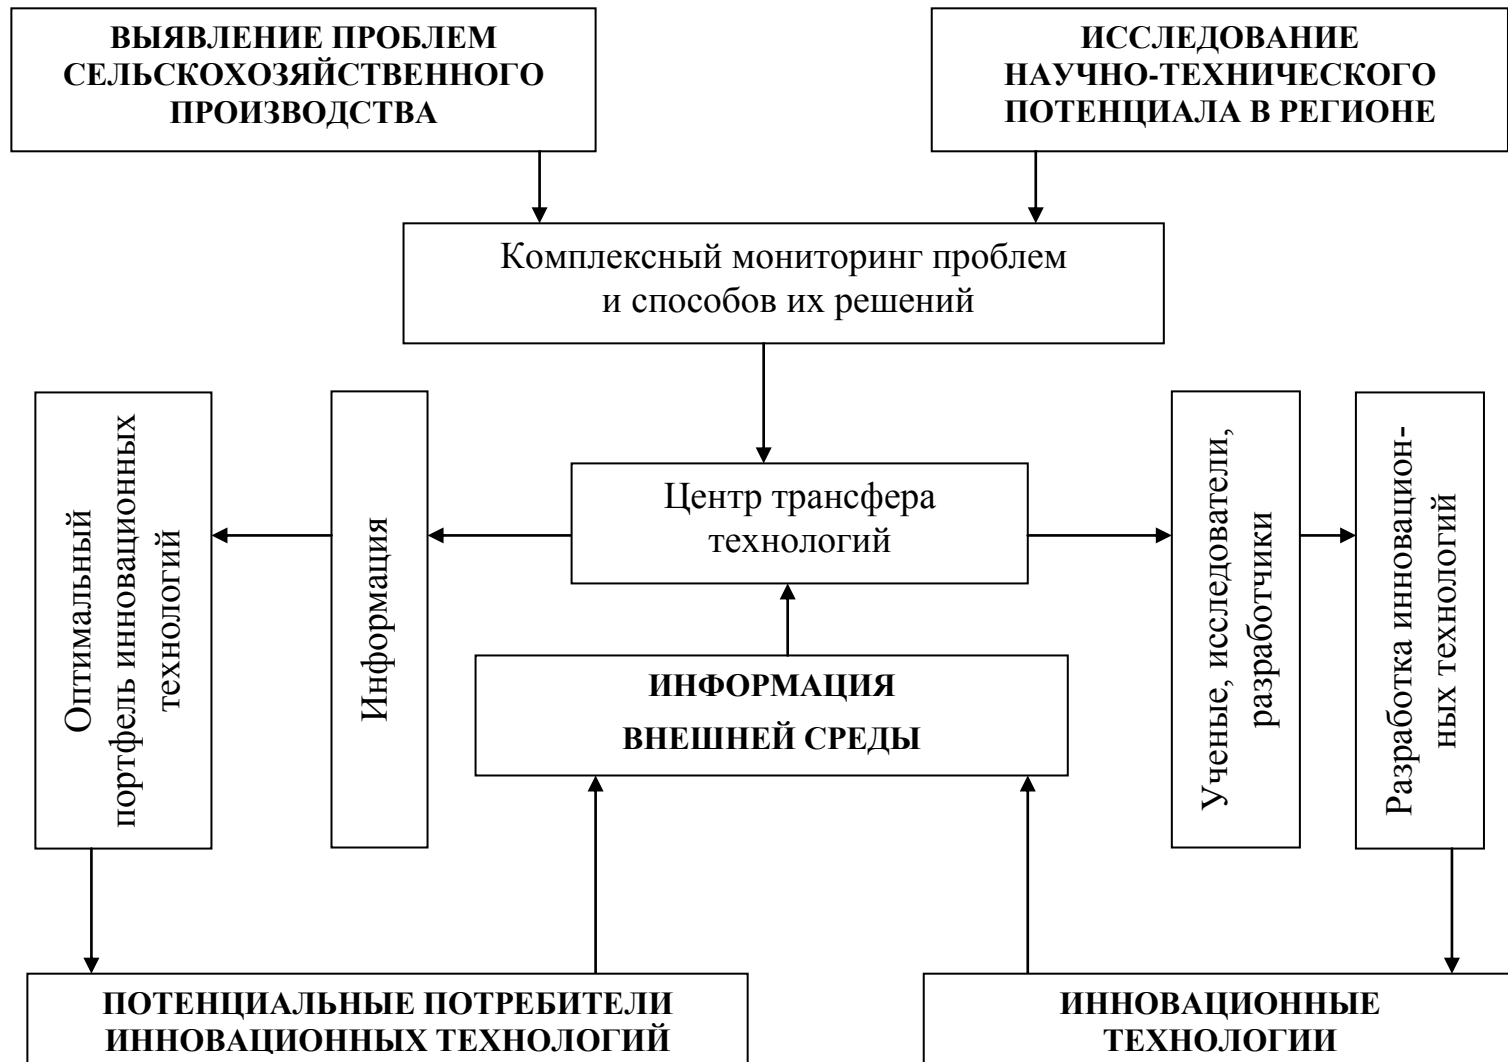 ВЫЯВЛЕНИЕ ПРОБЛЕМ
СЕЛЬСКОХОЗЯЙСТВЕННОГО
ПРОИЗВОДСТВА
ИССЛЕДОВАНИЕ
НАУЧНО-ТЕХНИЧЕСКОГО
ПОТЕНЦИАЛА В РЕГИОНЕ
Комплексный мониторинг проблем
и способов их решений
Оптимальный
портфель инновационных
технологий
Информация
Центр трансфера
технологий
Ученые, исследователи,
разработчики
Разработка инновацион-
ных технологий
ИНФОРМАЦИЯ
ВНЕШНЕЙ СРЕДЫ
ПОТЕНЦИАЛЬНЫЕ ПОТРЕБИТЕЛИ
ИННОВАЦИОННЫХ ТЕХНОЛОГИЙ
ИННОВАЦИОННЫЕ
ТЕХНОЛОГИИ